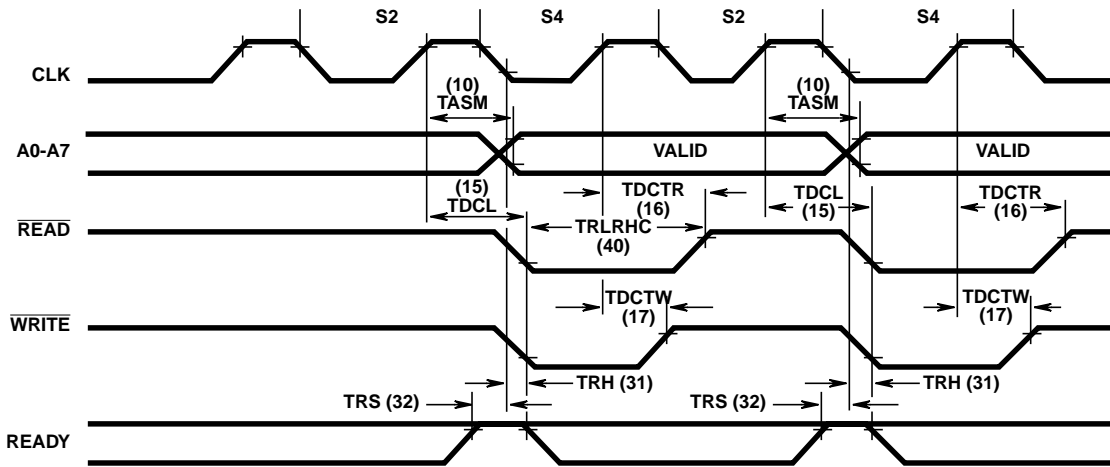 S2 S4 S2 S4
CLK
(10) (10)
TASM TASM
A0-A7 VALID VALID
(15) TDCTR TDCL TDCTR
TDCL (16) (15) (16)
READ TRLRHC
(40)
TDCTW TDCTW
WRITE (17) (17)
TRH (31) TRH (31)
TRS (32) TRS (32)
READY